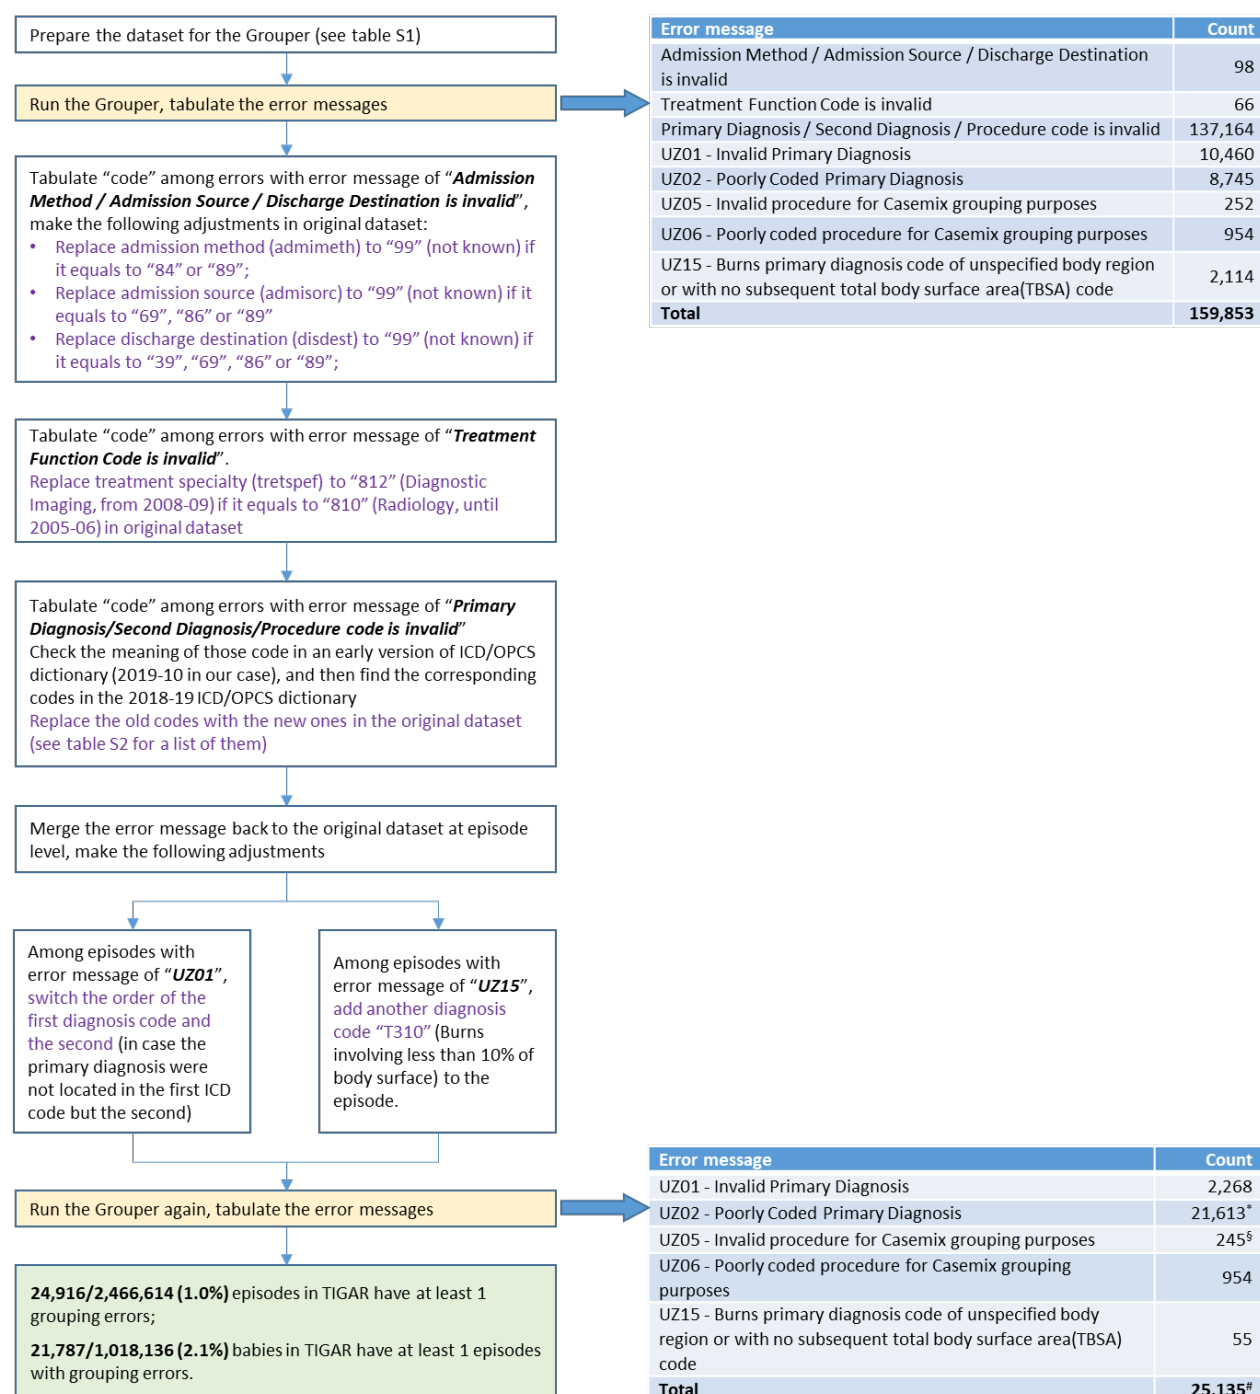 Prepare the dataset for the Grouper (see table S1)
Run the Grouper, tabulate the error messages
Error message Count
Admission Method / Admission Source / Discharge Destination
is invalid 98
Treatment Function Code is invalid 66
Primary Diagnosis / Second Diagnosis / Procedure code is invalid 137,164
UZ01 - Invalid Primary Diagnosis 10,460
UZ02 - Poorly Coded Primary Diagnosis 8,745
UZ05 - Invalid procedure for Casemix grouping purposes 252
UZ06 - Poorly coded procedure for Casemix grouping purposes 954
UZ15 - Burns primary diagnosis code of unspecified body region
or with no subsequent total body surface area(TBSA) code 2,114
Total 159,853
Tabulate “code” among errors with error message of “Admission
Method / Admission Source / Discharge Destination is invalid”,
make the following adjustments in original dataset:
• Replace admission method (admimeth) to “99” (not known) if
it equals to “84” or “89”;
• Replace admission source (admisorc) to “99” (not known) if it
equals to “69”, “86” or “89”
• Replace discharge destination (disdest) to “99” (not known) if
it equals to “39”, “69”, “86” or “89”;
Tabulate “code” among errors with error message of “Treatment
Function Code is invalid”.
Replace treatment specialty (tretspef) to “812” (Diagnostic
Imaging, from 2008-09) if it equals to “810” (Radiology, until
2005-06) in original dataset
Tabulate “code” among errors with error message of “Primary
Diagnosis/Second Diagnosis/Procedure code is invalid”
Check the meaning of those code in an early version of ICD/OPCS
dictionary (2019-10 in our case), and then find the corresponding
codes in the 2018-19 ICD/OPCS dictionary
Replace the old codes with the new ones in the original dataset
(see table S2 for a list of them)
Merge the error message back to the original dataset at episode
level, make the following adjustments
Among episodes with
error message of “UZ01”,
switch the order of the
first diagnosis code and
the second (in case the
primary diagnosis were
not located in the first ICD
code but the second)
Among episodes with
error message of “UZ15”,
add another diagnosis
code “T310” (Burns
involving less than 10% of
body surface) to the
episode.
Run the Grouper again, tabulate the error messages
Error message Count
UZ01 - Invalid Primary Diagnosis 2,268
UZ02 - Poorly Coded Primary Diagnosis 21,613*
UZ05 - Invalid procedure for Casemix grouping purposes 245§
UZ06 - Poorly coded procedure for Casemix grouping
purposes 954
UZ15 - Burns primary diagnosis code of unspecified body
region or with no subsequent total body surface area(TBSA) 55
code
Total 25,135#
24,916/2,466,614 (1.0%) episodes in TIGAR have at least 1
grouping errors;
21,787/1,018,136 (2.1%) babies in TIGAR have at least 1 episodes
with grouping errors.